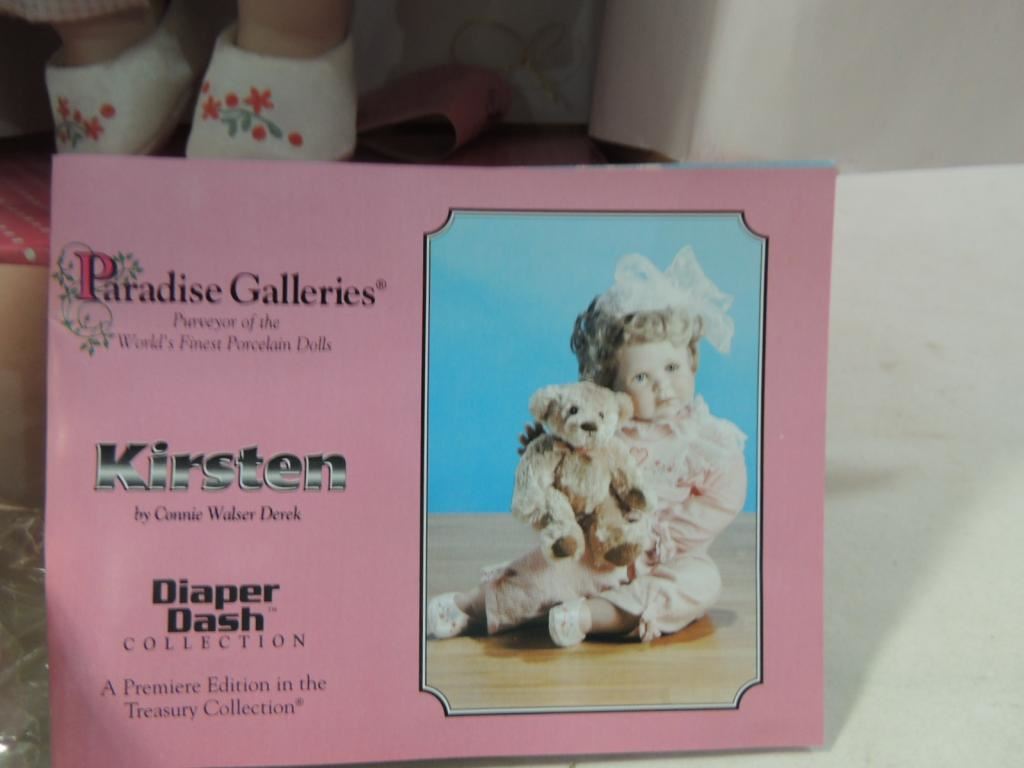 Paradise Galleries®
Purveyor of the
World's Finest Porcelain Dolls
Kirsten
by Connie Walser Derek
Diaper
Dash™
COLLECTION
A Premiere Edition in the
Treasury Collection®